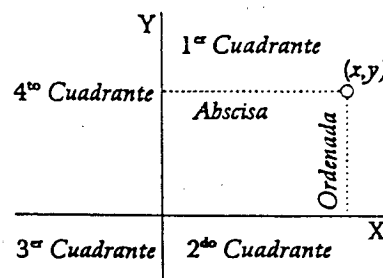 Y
1er Cuadrante
(x,y)
4to Cuadrante
Abscisa
Ordenada
X
3er Cuadrante
2do Cuadrante